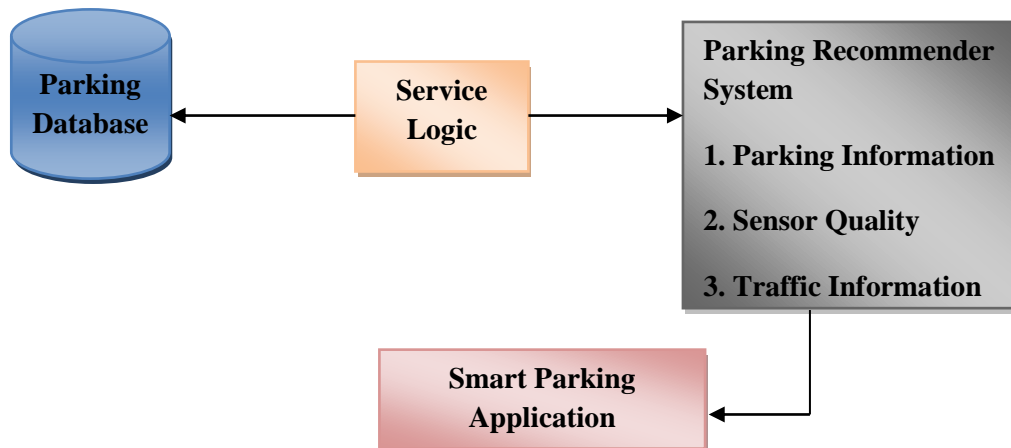 Parking
Database
Service
Logic
Parking Recommender
System
1. Parking Information
2. Sensor Quality
3. Traffic Information
Smart Parking
Application